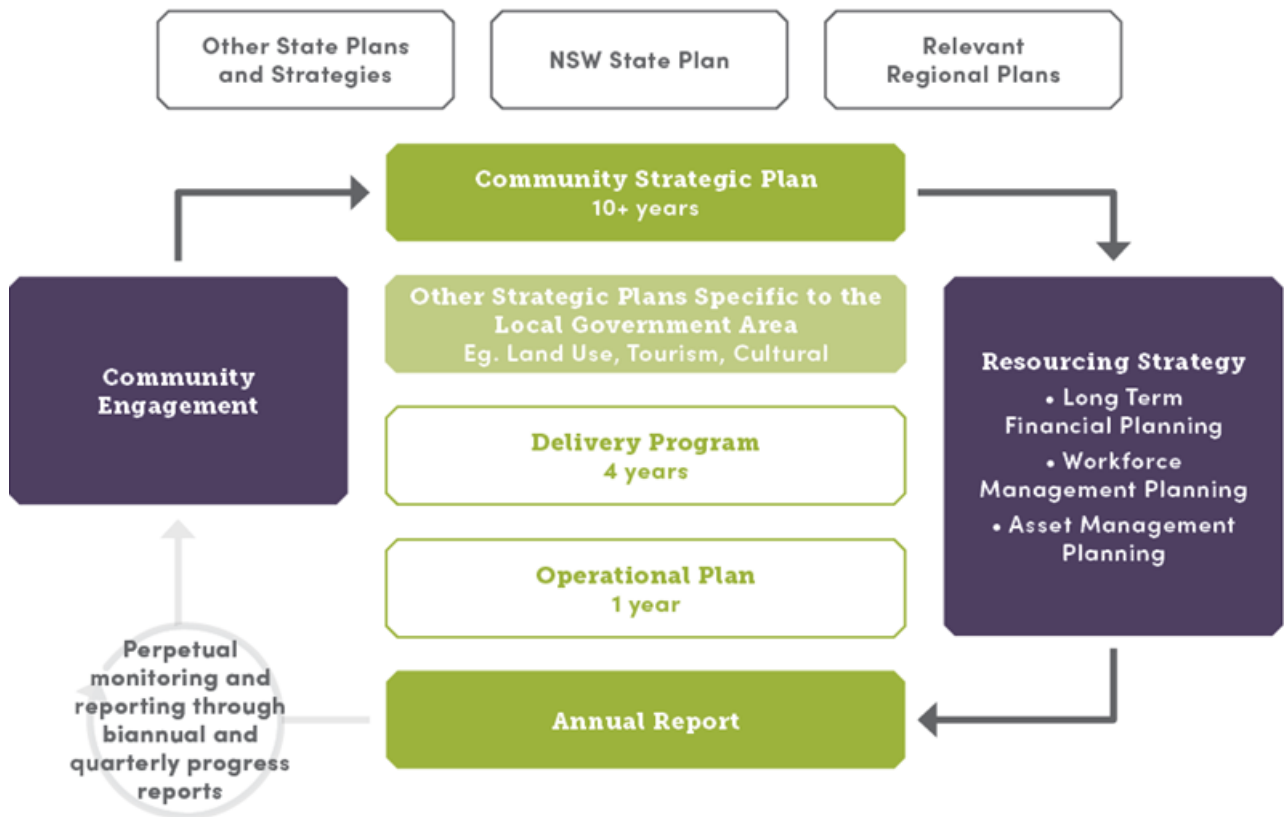 Other State Plans
and Strategies
NSW State Plan
Relevant
Regional Plans
Community Strategic Plan
10+ years
Other Strategic Plans Specific to the
Local Government Area
Eg. Land Use, Tourism, Cultural
Community
Engagement
Resourcing Strategy
• Long Term
Financial Planning
• Workforce
Management Planning
• Asset Management
Planning
Delivery Program
4 years
Operational Plan
1 year
Perpetual
monitoring and
reporting through
biannual and
quarterly progress
reports
Annual Report